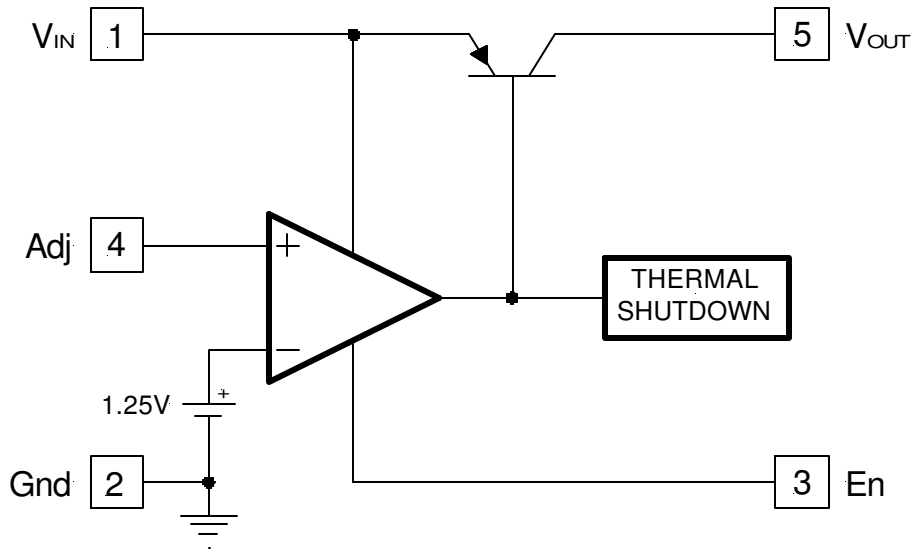 VIN 1
5 VOUT
Adj 4
+
THERMAL
SHUTDOWN
−
1.25V +
Gnd 2
3 En